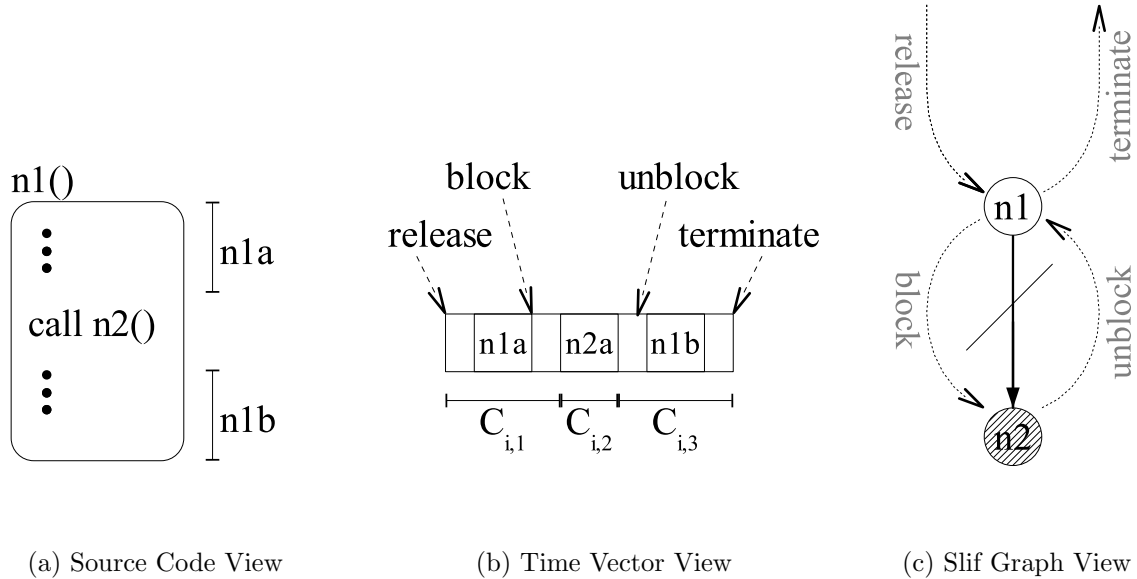 n1()
call n2()
n1a
n1b
(a) Source Code View
block
unblock
release
terminate
n1a
n2a
n1b
C i,1
C i,2
C i,3
(b) Time Vector View
release
terminate
n1
block
unblock
n2
(c) Slif Graph View